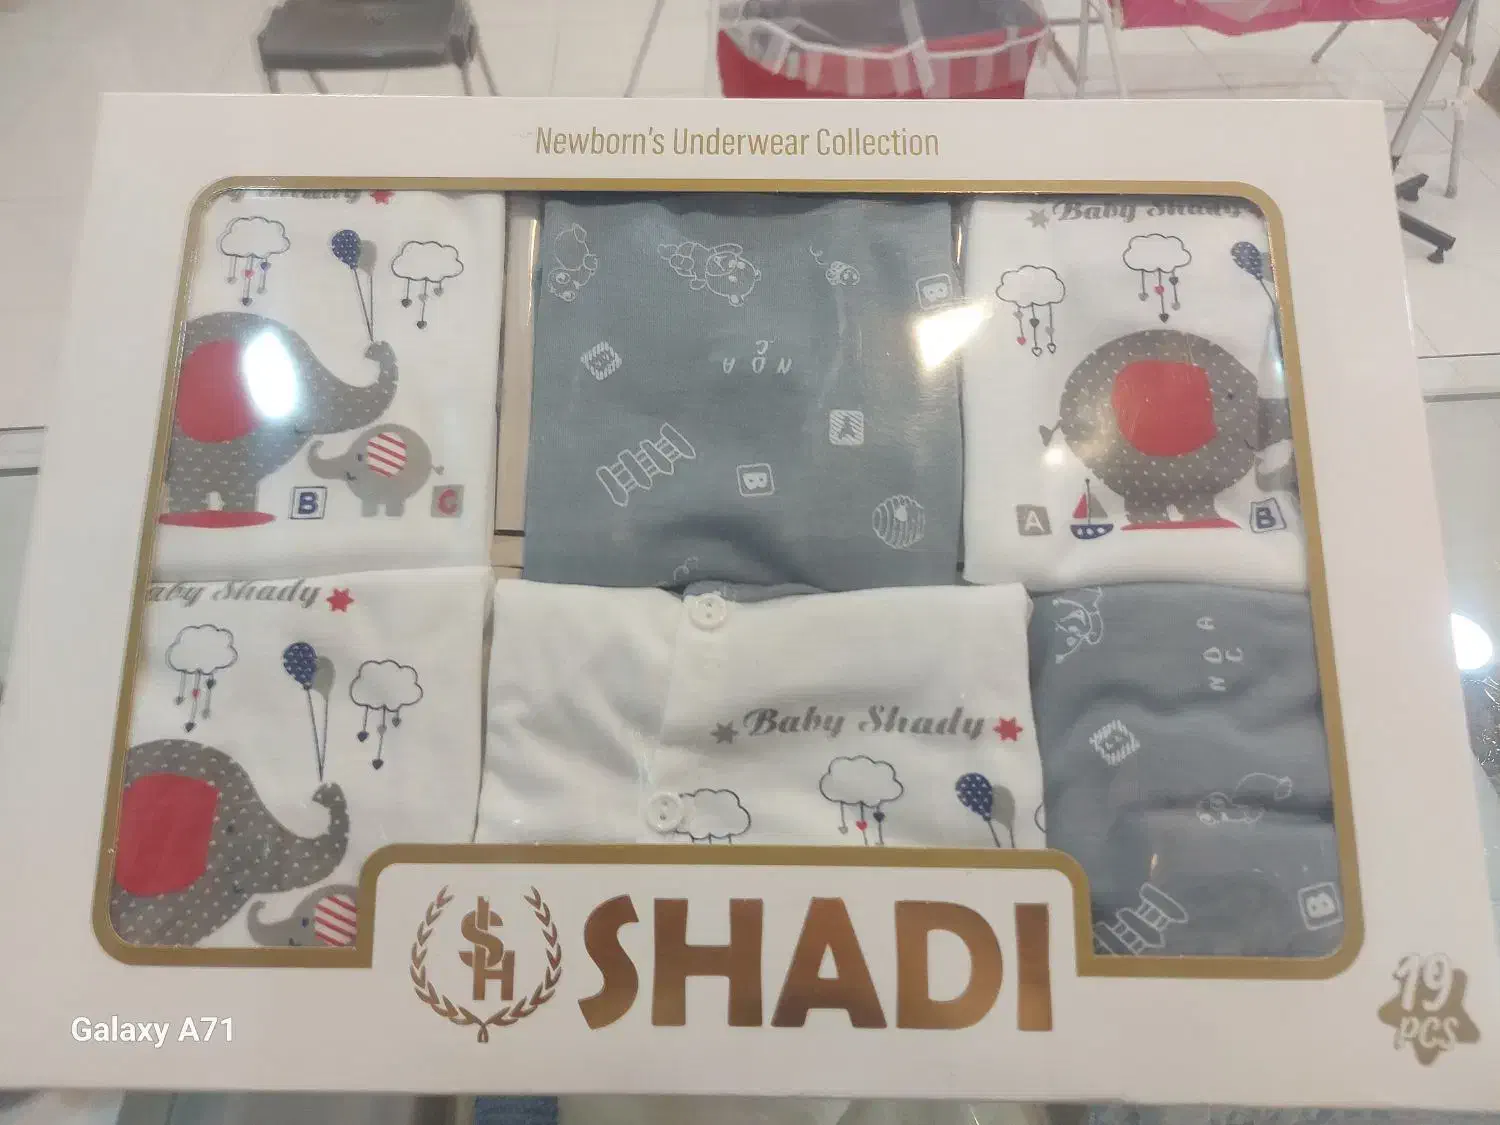 Newborn's Underwear Collection
Baby Shady
B
B
C
N O A
C
B
A
B
Baby Shady
Baby Shady
A
N O C
B
SH
SHADI
19
PCS
Galaxy A71